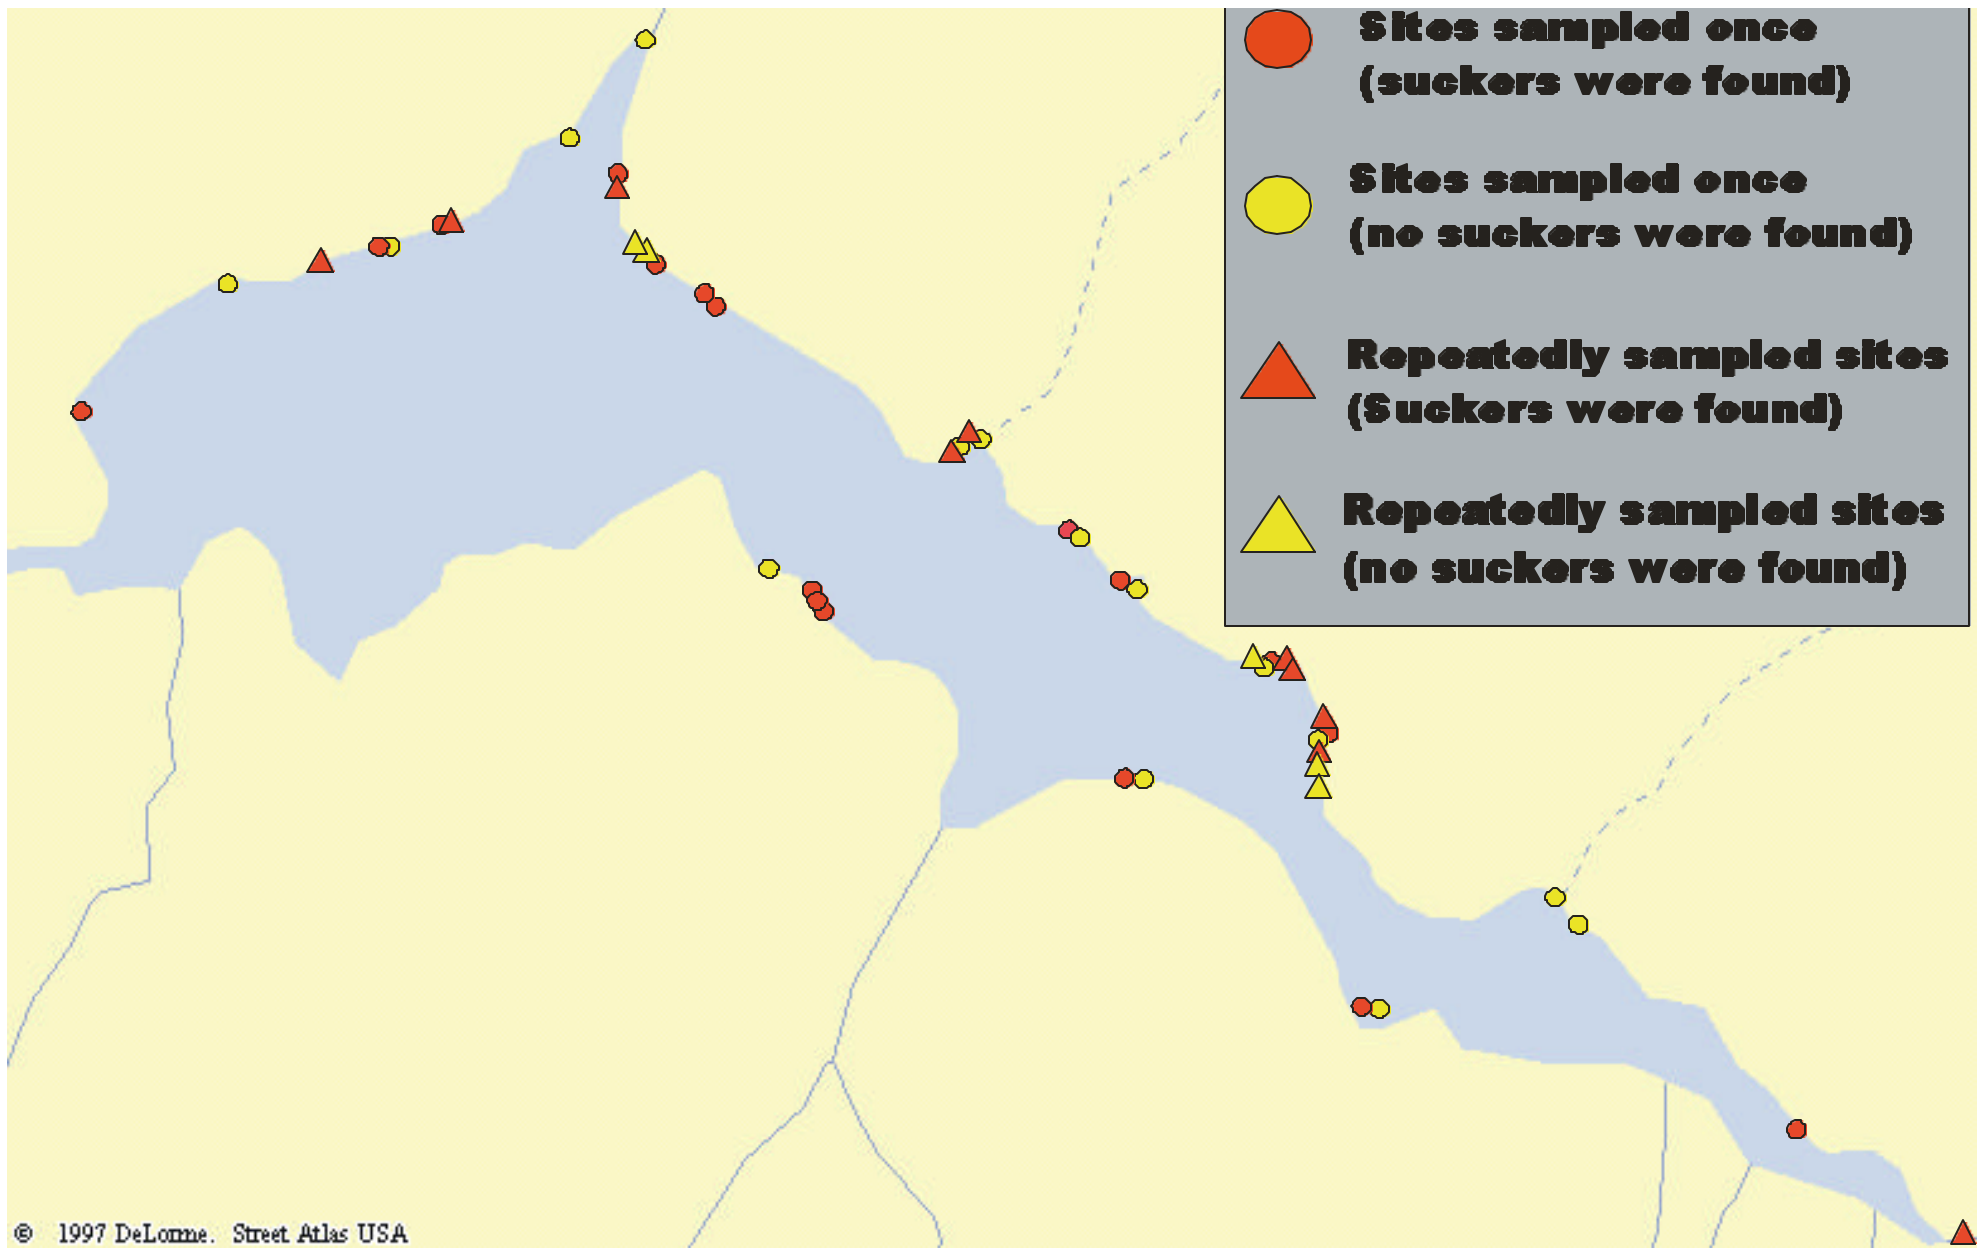 Sites sampled once
(suckers were found)
Sites sampled once
(no suckers were found)
Repeatedly sampled sites
(Suckers were found)
Repeatedly sampled sites
(no suckers were found)
© 1997 DeLorme. Street Atlas USA